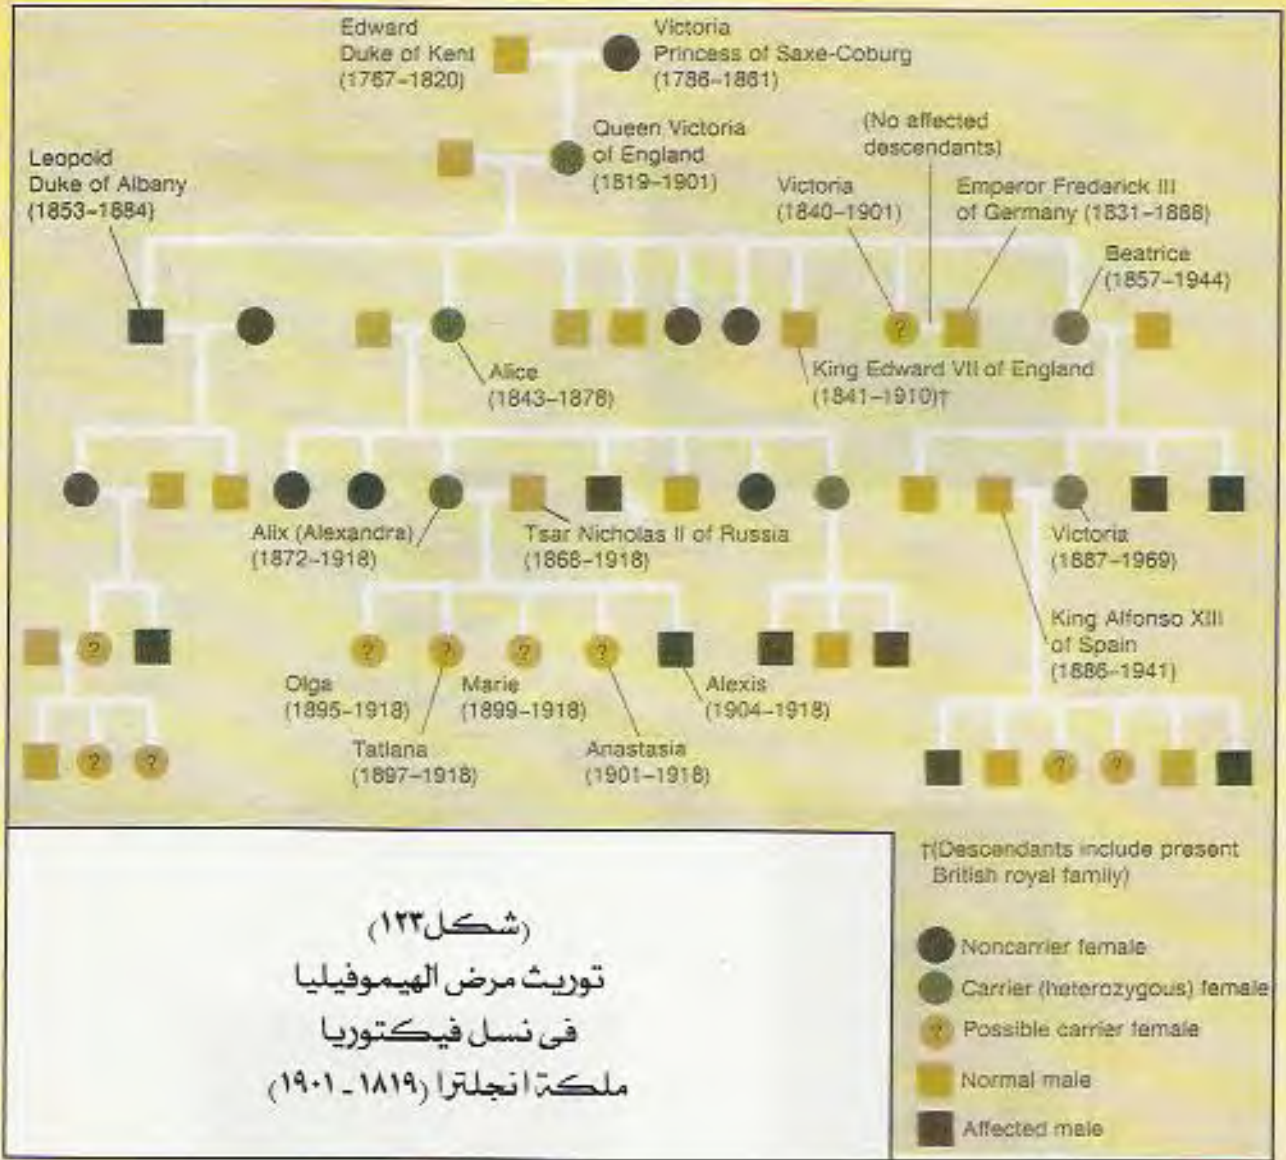 Edward
Duke of Kent
(1767–1820)
Victoria
Princess of Saxe-Coburg
(1786–1861)
Queen Victoria
of England
(1819–1901)
(No affected
descendants)
Leopold
Duke of Albany
(1853–1884)
Victoria
(1840–1901)
Emperor Frederick III
of Germany (1831–1888)
Beatrice
(1857–1944)
?
Alice
(1843–1878)
King Edward VII of England
(1841–1910)†
Alix (Alexandra)
(1872–1918)
Tsar Nicholas II of Russia
(1868–1918)
Victoria
(1887–1969)
King Alfonso XIII
of Spain
(1886–1941)
? ? ? ? ?
Olga
(1895–1918)
Marie
(1899–1918)
Alexis
(1904–1918)
Tatiana
(1897–1918)
Anastasia
(1901–1918)
? ? ? ?
†(Descendants include present
British royal family)
Noncarrier female
Carrier (heterozygous) female
? Possible carrier female
Normal male
Affected male
(شكل١٢٣)
توريث مرض الهيموفيليا
فى نسل فيكتوريا
ملكة انجلترا (١٨١٩ - ١٩٠١)